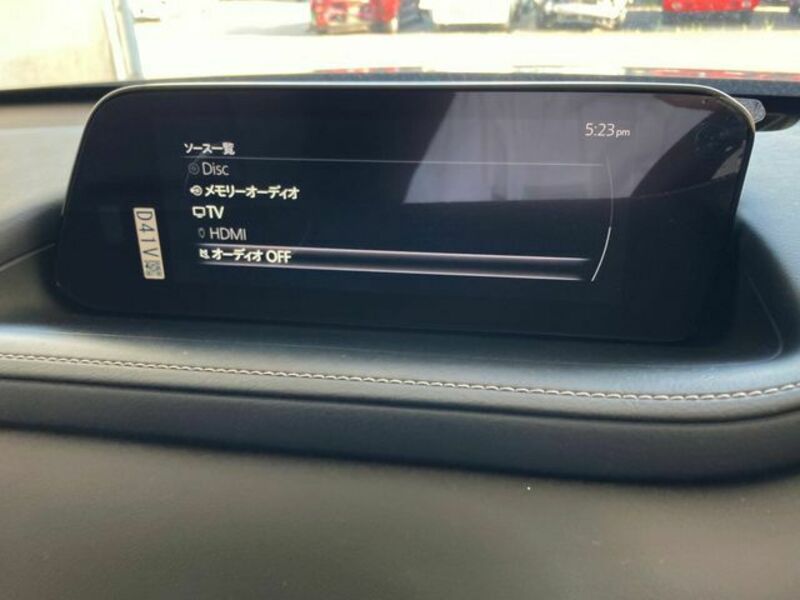 5:23pm
ソース一覧
Disc
メモリーオーディオ
TV
HDMI
オーディオ OFF
D41V